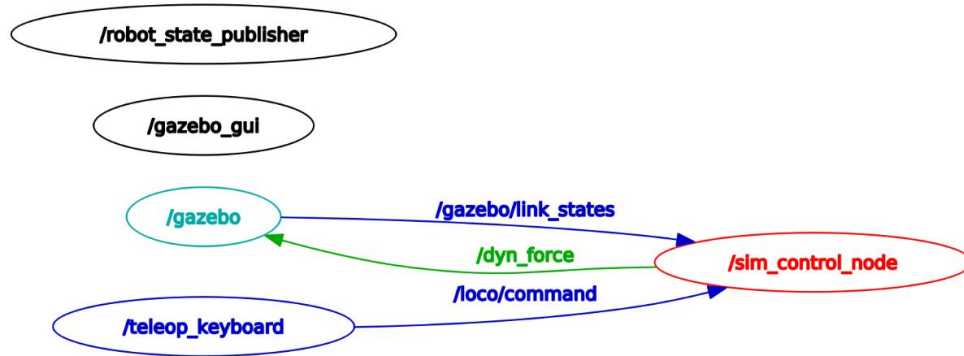 /robot_state_publisher
/gazebo_gui
/gazebo
/gazebo/link_states
/dyn_force
/sim_control_node
/loco/command
/teleop_keyboard